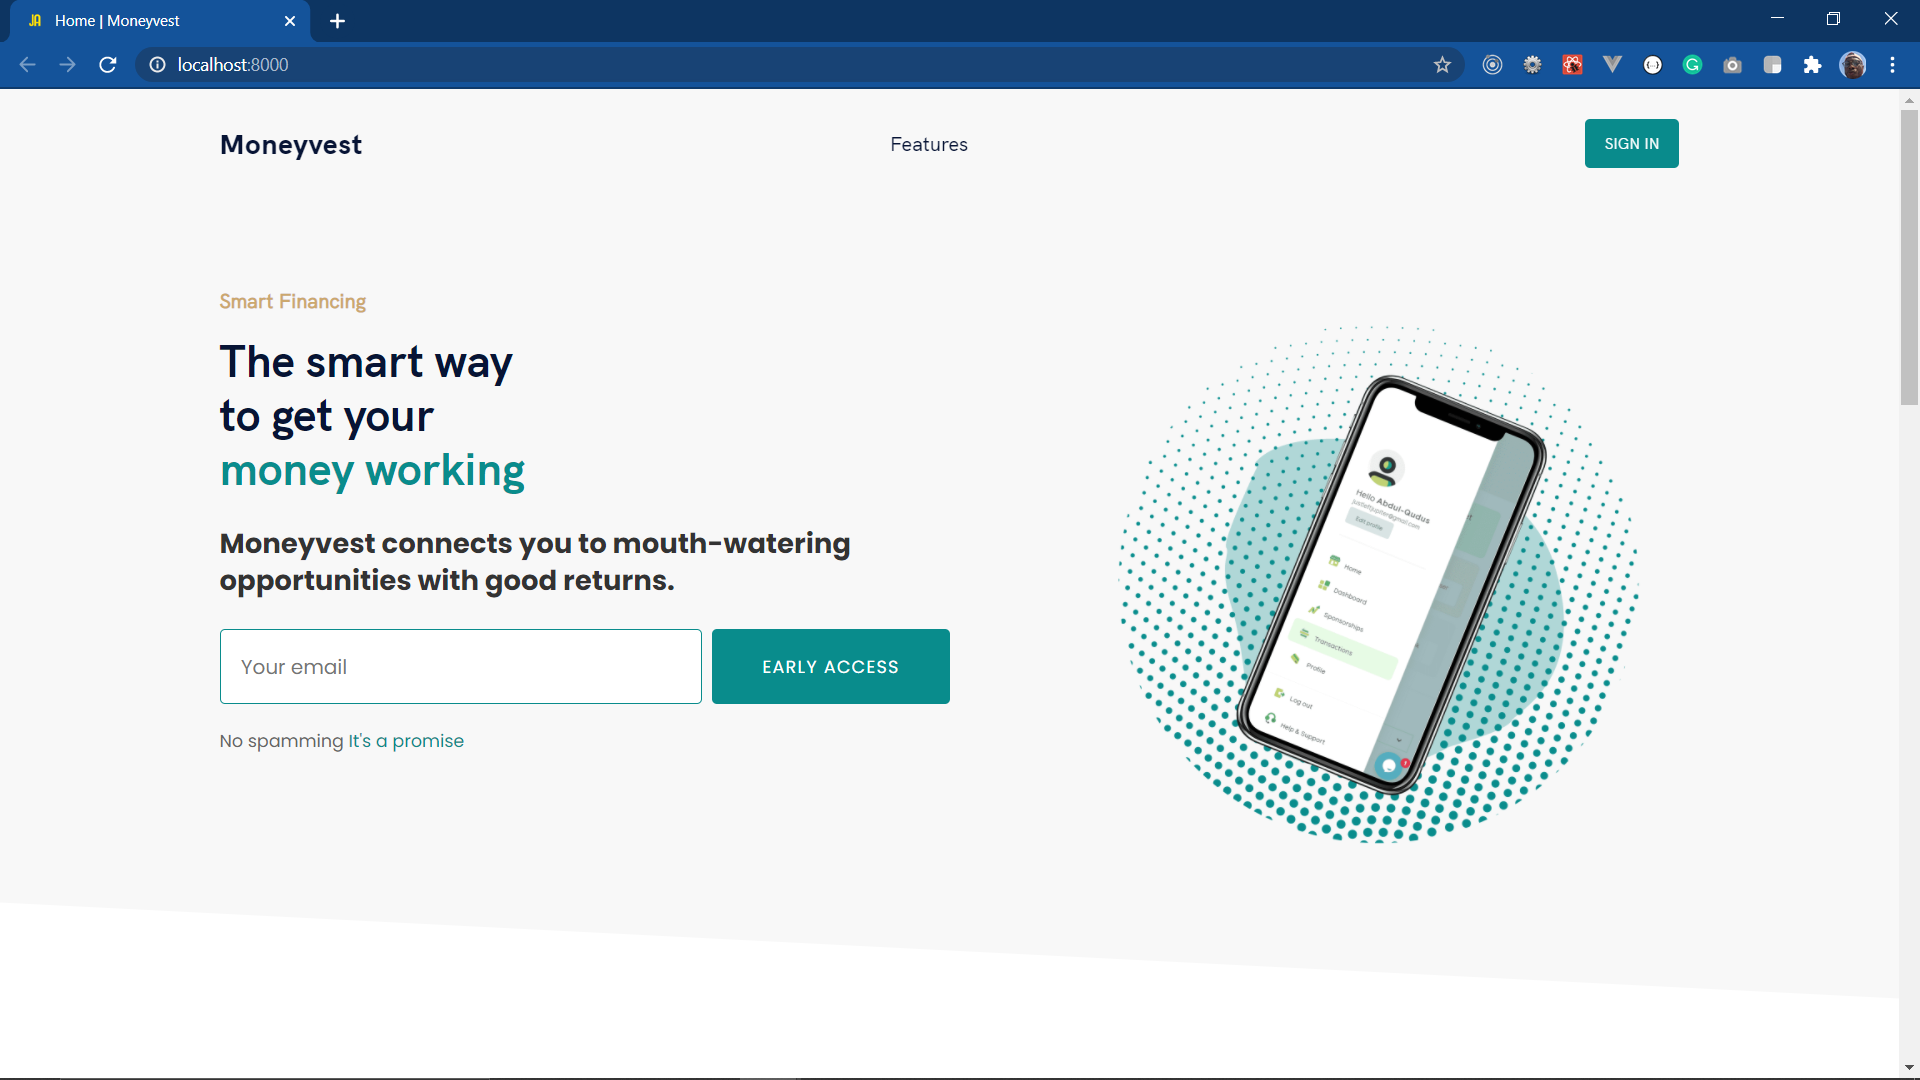 Home | Moneyvest
localhost:8000
Moneyvest
Features
SIGN IN
Smart Financing
The smart way
to get your
money working
Moneyvest connects you to mouth-watering
opportunities with good returns.
Your email
EARLY ACCESS
No spamming It's a promise
Hello Abdul-Qudus
Edit profile
Home
Dashboard
Sponsorships
Transactions
Profile
Log out
Help & Support